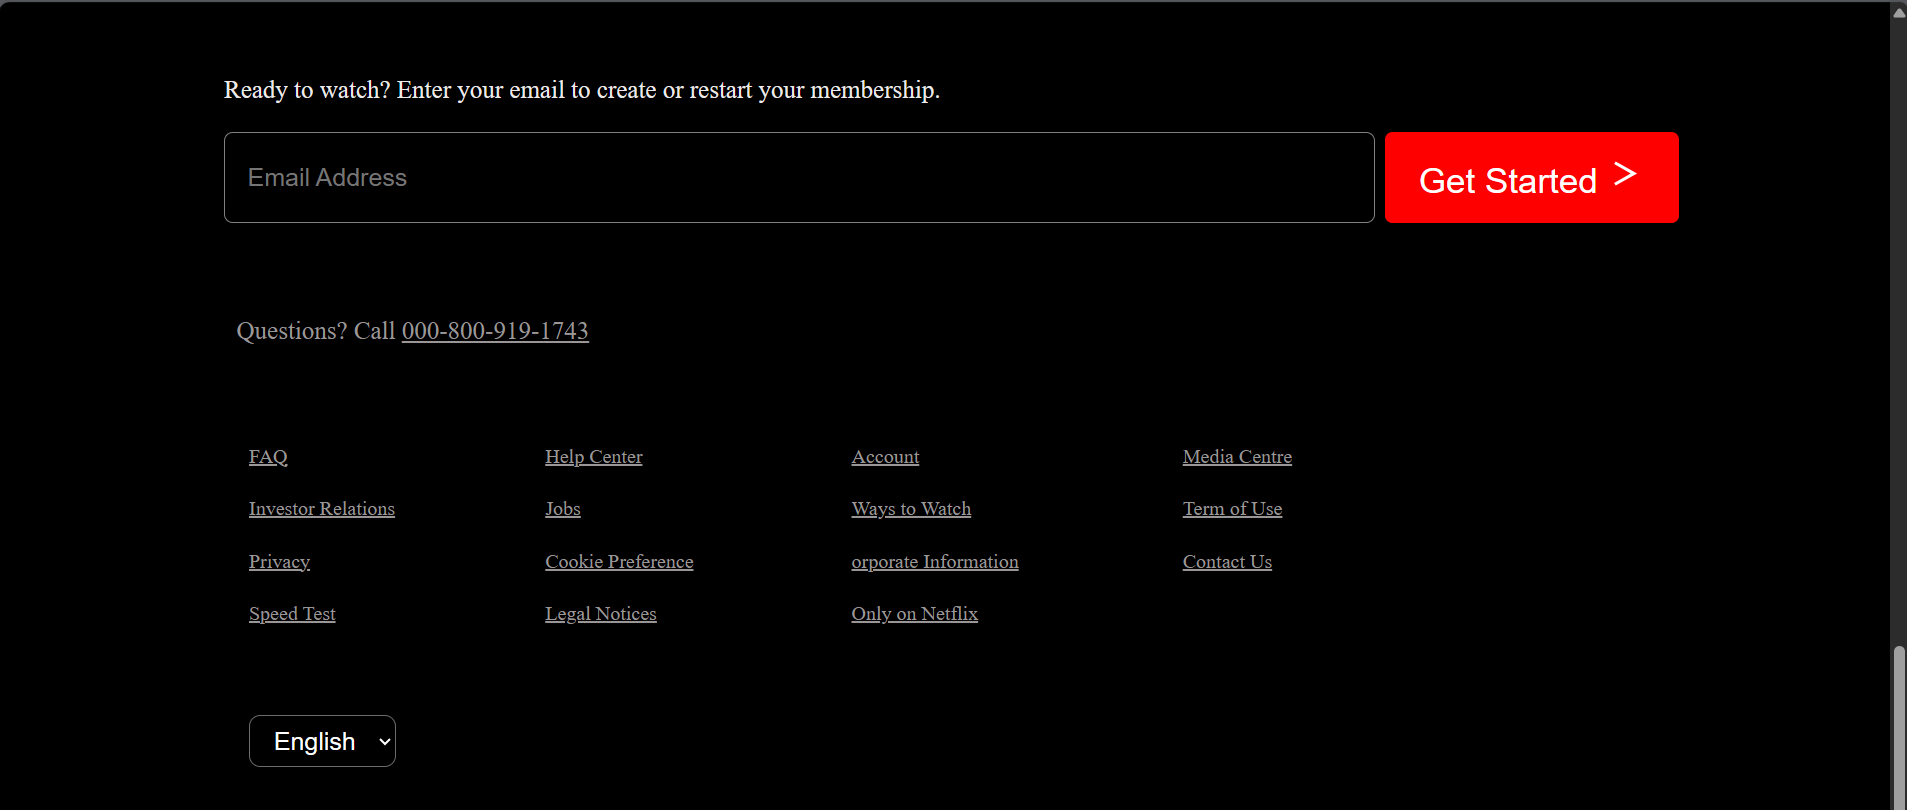 Ready to watch? Enter your email to create or restart your membership.
Email Address
Get Started >
Questions? Call 000-800-919-1743
FAQ
Help Center
Account
Media Centre
Investor Relations
Jobs
Ways to Watch
Term of Use
Privacy
Cookie Preference
orporate Information
Contact Us
Speed Test
Legal Notices
Only on Netflix
English